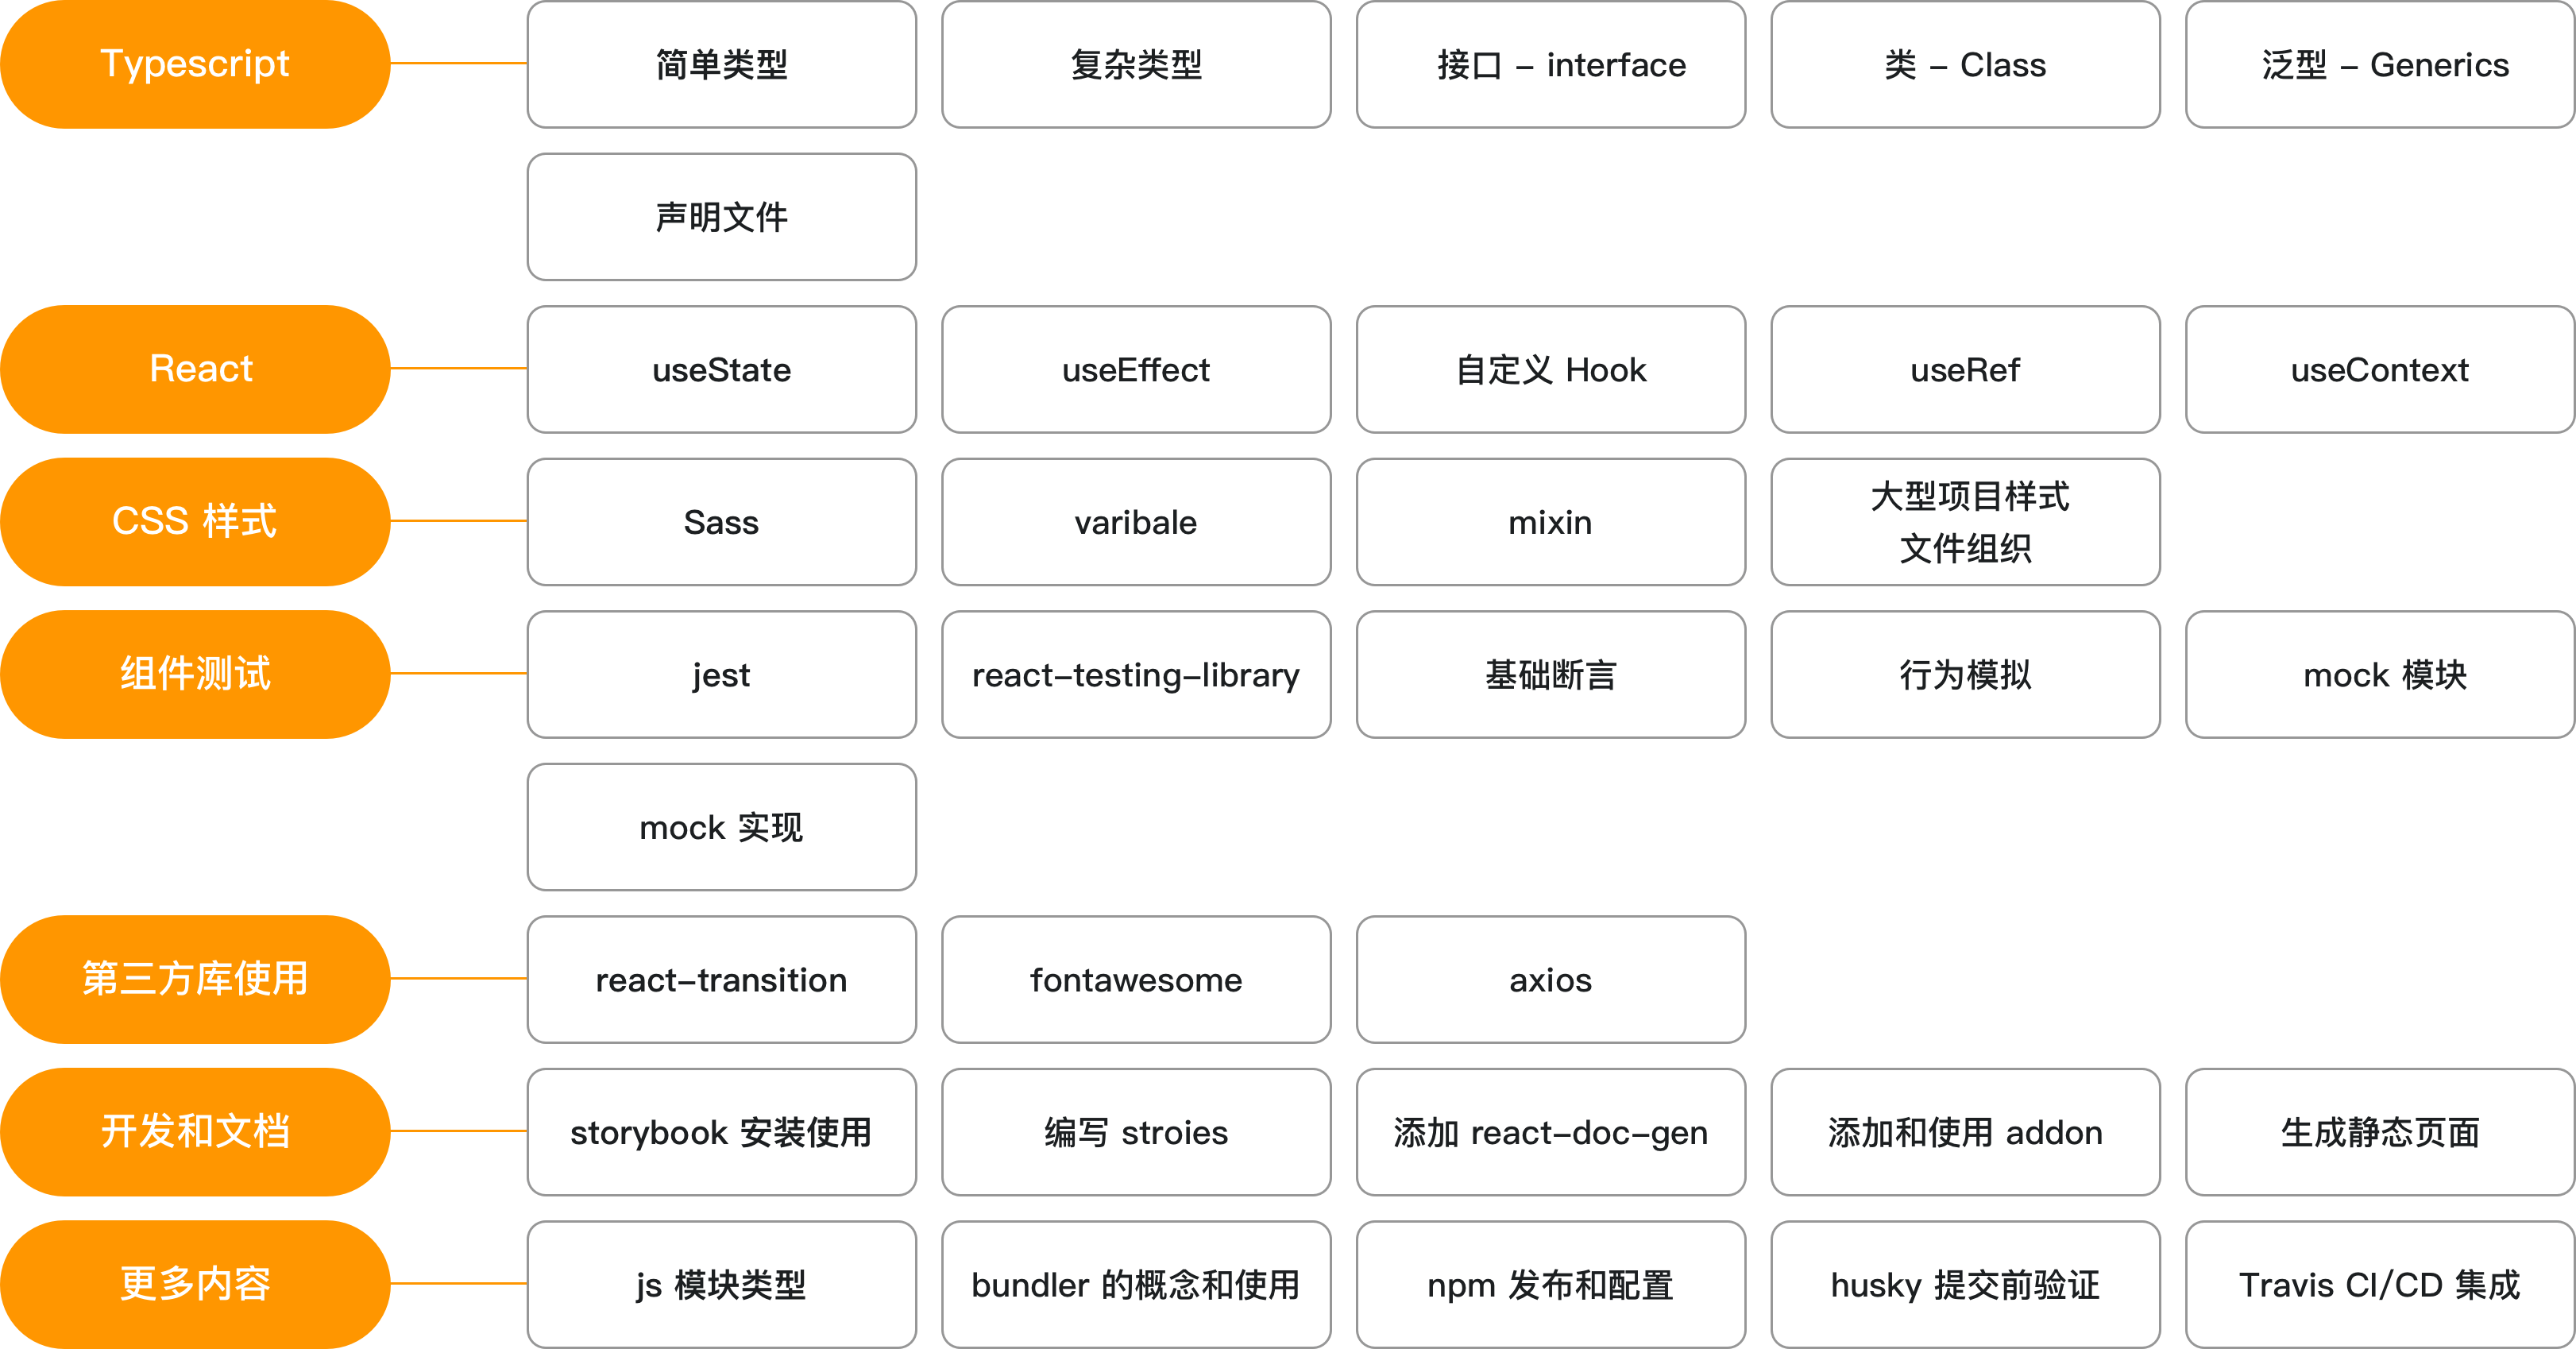 Typescript
简单类型
复杂类型
接口 - interface
类 - Class
泛型 - Generics
声明文件
React
useState
useEffect
自定义 Hook
useRef
useContext
CSS 样式
Sass
varibale
mixin
大型项目样式
文件组织
组件测试
jest
react-testing-library
基础断言
行为模拟
mock 模块
mock 实现
第三方库使用
react-transition
fontawesome
axios
开发和文档
storybook 安装使用
编写 stroies
添加 react-doc-gen
添加和使用 addon
生成静态页面
更多内容
js 模块类型
bundler 的概念和使用
npm 发布和配置
husky 提交前验证
Travis CI/CD 集成